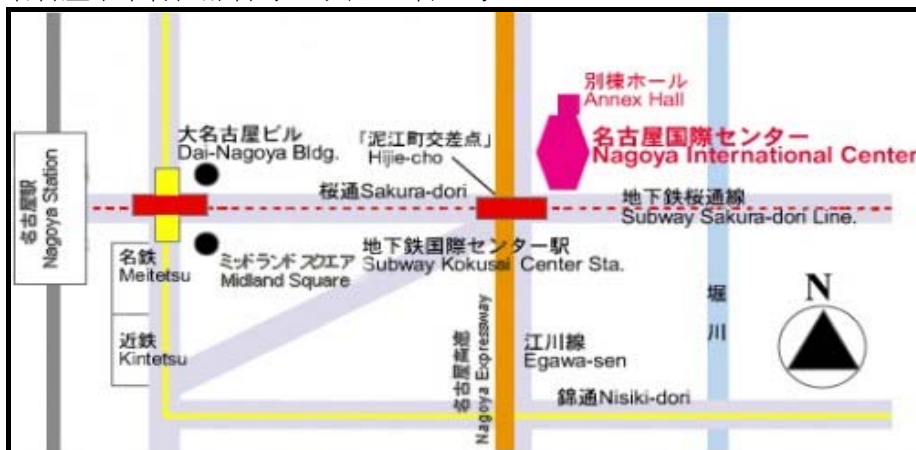 別棟ホール
Annex Hall
名古屋国際センター
Nagoya International Center
大名古屋ビル
Dai-Nagoya Bldg.
「泥江町交差点」
Hijie-cho
名古屋駅
Nagoya Station
桜通Sakura-dori
地下鉄桜通線
Subway Sakura-dori Line.
名鉄
Meitetsu
ミッドランド スクエア
Midland Square
地下鉄国際センター駅
Subway Kokusai Center Sta.
近鉄
Kintetsu
名古屋高速
Nagoya Expressway
江川線
Egawa-sen
堀川
N
錦通Nisiki-dori